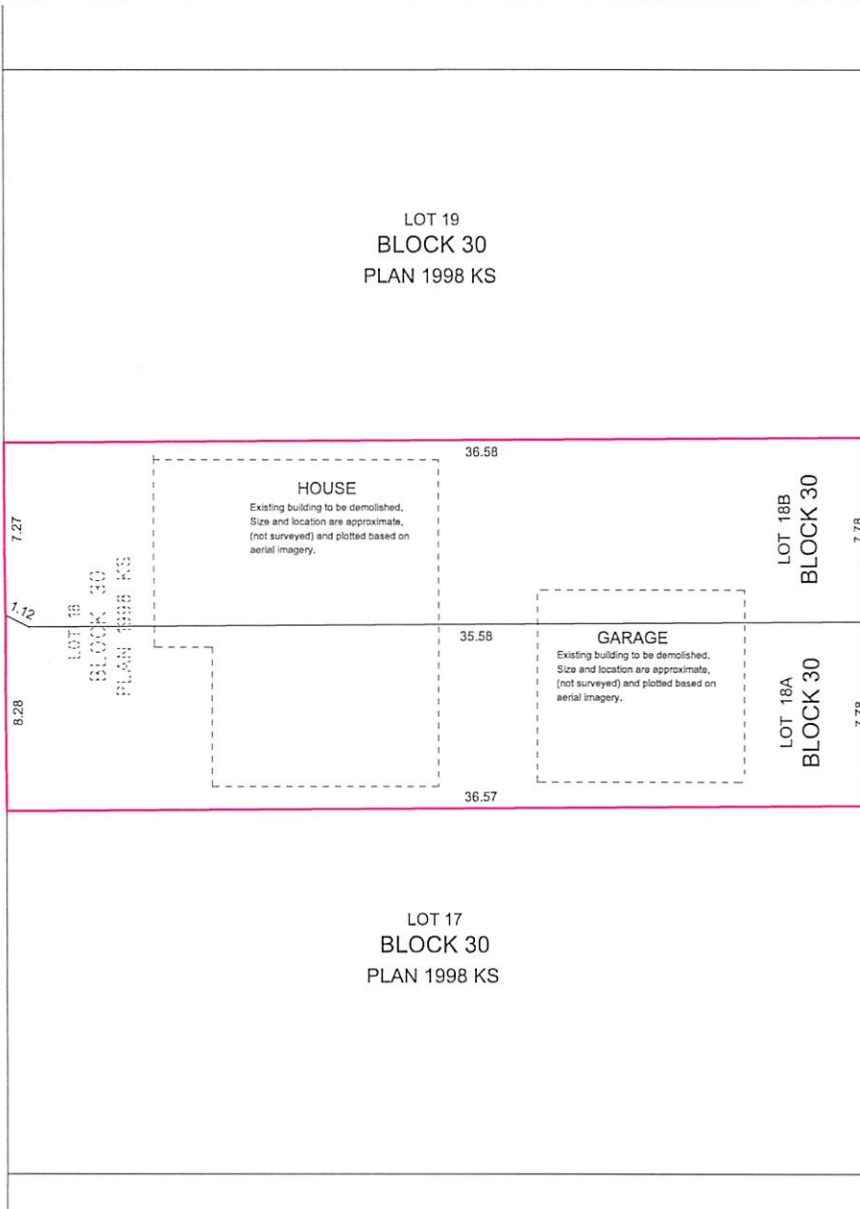 LOT 19
BLOCK 30
PLAN 1998 KS
36.58
HOUSE
Existing building to be demolished.
Size and location are approximate,
(not surveyed) and plotted based on
aerial imagery.
7.27
LOT 18B
BLOCK 30
7.78
1.12
LOT 18
BLOCK 30
PLAN 1998 KS
35.58
GARAGE
Existing building to be demolished.
Size and location are approximate,
(not surveyed) and plotted based on
aerial imagery.
8.28
LOT 18A
BLOCK 30
7.78
36.57
LOT 17
BLOCK 30
PLAN 1998 KS